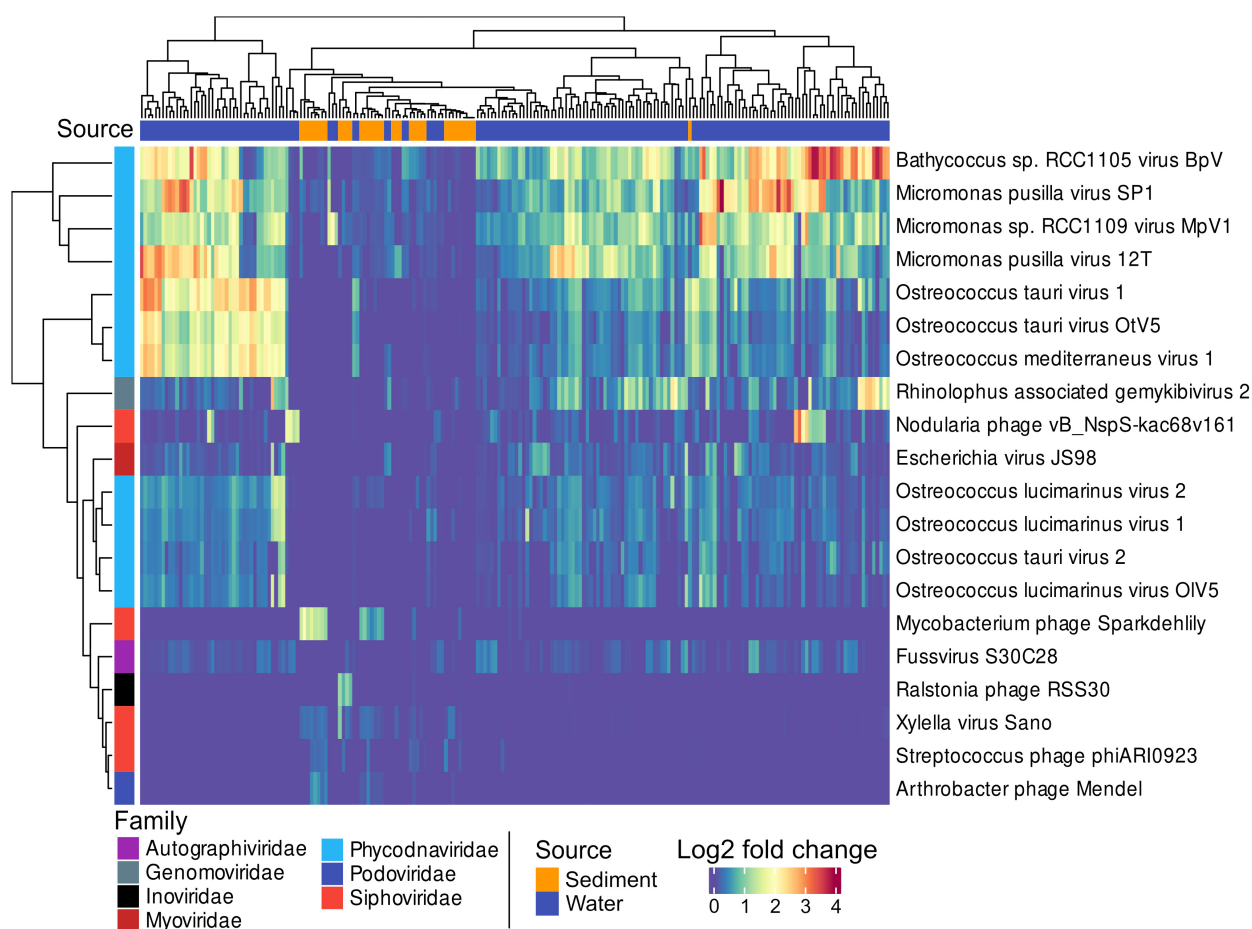 Source
Bathycoccus sp. RCC1105 virus BpV
Micromonas pusilla virus SP1
Micromonas sp. RCC1109 virus MpV1
Micromonas pusilla virus 12T
Ostreococcus tauri virus 1
Ostreococcus tauri virus OtV5
Ostreococcus mediterraneus virus 1
Rhinolophus associated gemykibivirus 2
Nodularia phage vB_NspS-kac68v161
Escherichia virus JS98
Ostreococcus lucimarinus virus 2
Ostreococcus lucimarinus virus 1
Ostreococcus tauri virus 2
Ostreococcus lucimarinus virus OlV5
Mycobacterium phage Sparkdehlily
Fussvirus S30C28
Ralstonia phage RSS30
Xylella virus Sano
Streptococcus phage phiARI0923
Arthrobacter phage Mendel
Family
Autographiviridae
Genomoviridae
Inoviridae
Myoviridae
Phycodnaviridae
Podoviridae
Siphoviridae
Source
Sediment
Water
Log2 fold change
0 1 2 3 4